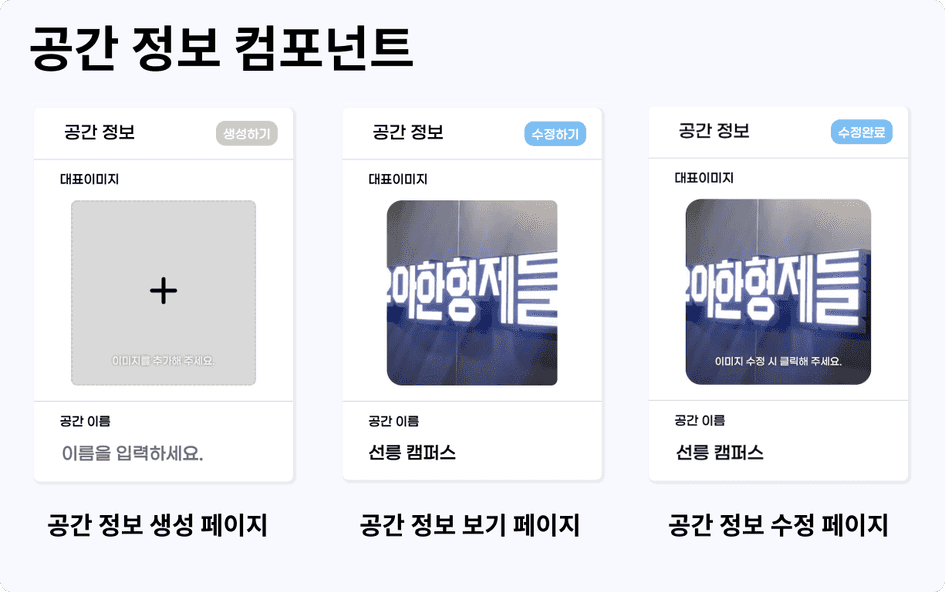 공간 정보 컴포넌트
공간 정보
생성하기
대표이미지
이미지를 추가해 주세요.
공간 이름
이름을 입력하세요.
공간 정보 생성 페이지
공간 정보
수정하기
대표이미지
아한형제들
공간 이름
선릉 캠퍼스
공간 정보 보기 페이지
공간 정보
수정완료
대표이미지
아한형제들
이미지 수정 시 클릭해 주세요.
공간 이름
선릉 캠퍼스
공간 정보 수정 페이지